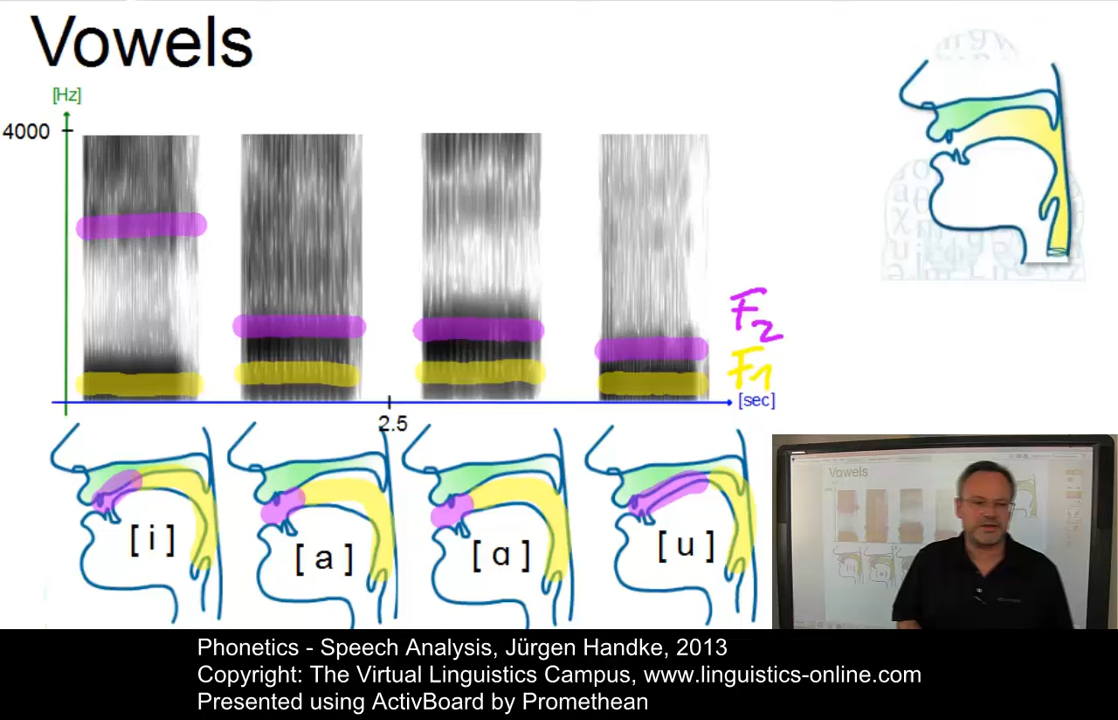 Vowels
[Hz]
4000
F2
F1
[sec]
2.5
[i]
[a]
[ɑ]
[u]
Vowels
Phonetics - Speech Analysis, Jürgen Handke, 2013
Copyright: The Virtual Linguistics Campus, www.linguistics-online.com
Presented using ActivBoard by Promethean